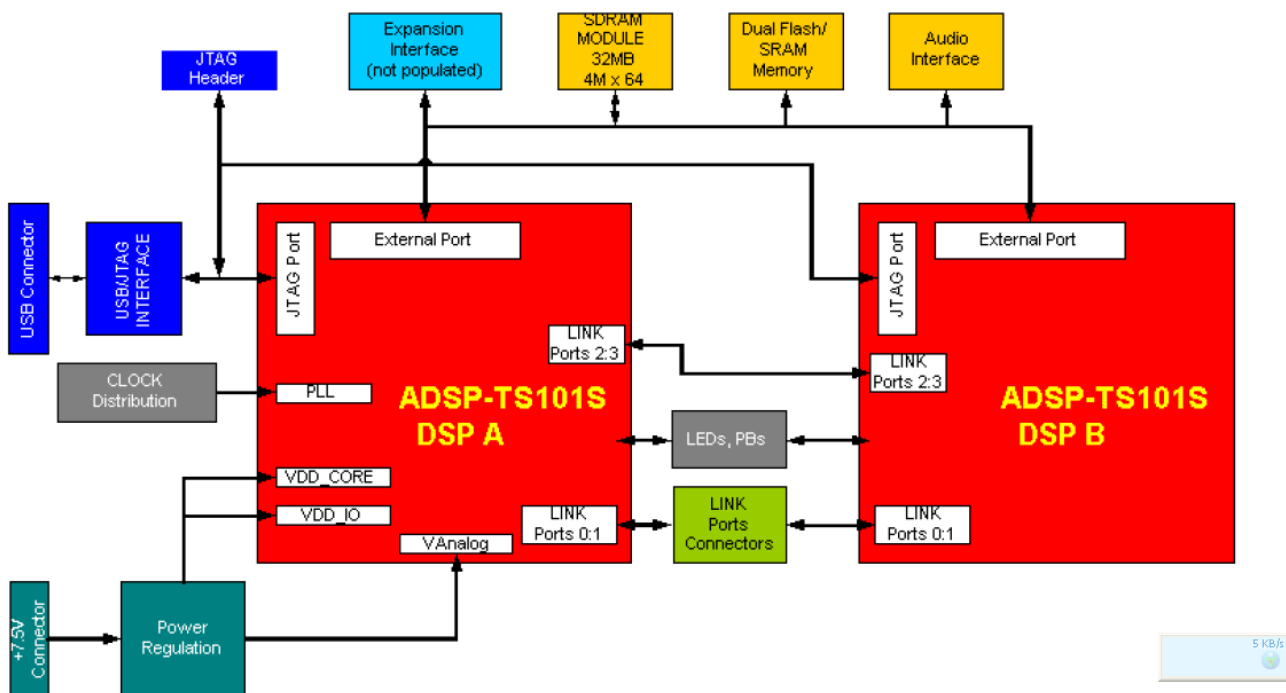 JTAG
Header
Expansion
Interface
(not populated)
SDRAM
MODULE
32MB
4M x 64
Dual Flash/
SRAM
Memory
Audio
Interface
USB Connector
USB/JTAG
INTERFACE
JTAG Port
External Port
LINK
Ports 2:3
CLOCK
Distribution
PLL
ADSP-TS101S
DSP A
VDD_CORE
VDD_IO
VAnalog
LINK
Ports 0:1
LEDs, PBs
LINK
Ports
Connectors
JTAG Port
External Port
LINK
Ports 2:3
ADSP-TS101S
DSP B
LINK
Ports 0:1
+7.5V
Connector
Power
Regulation
5 KB/s